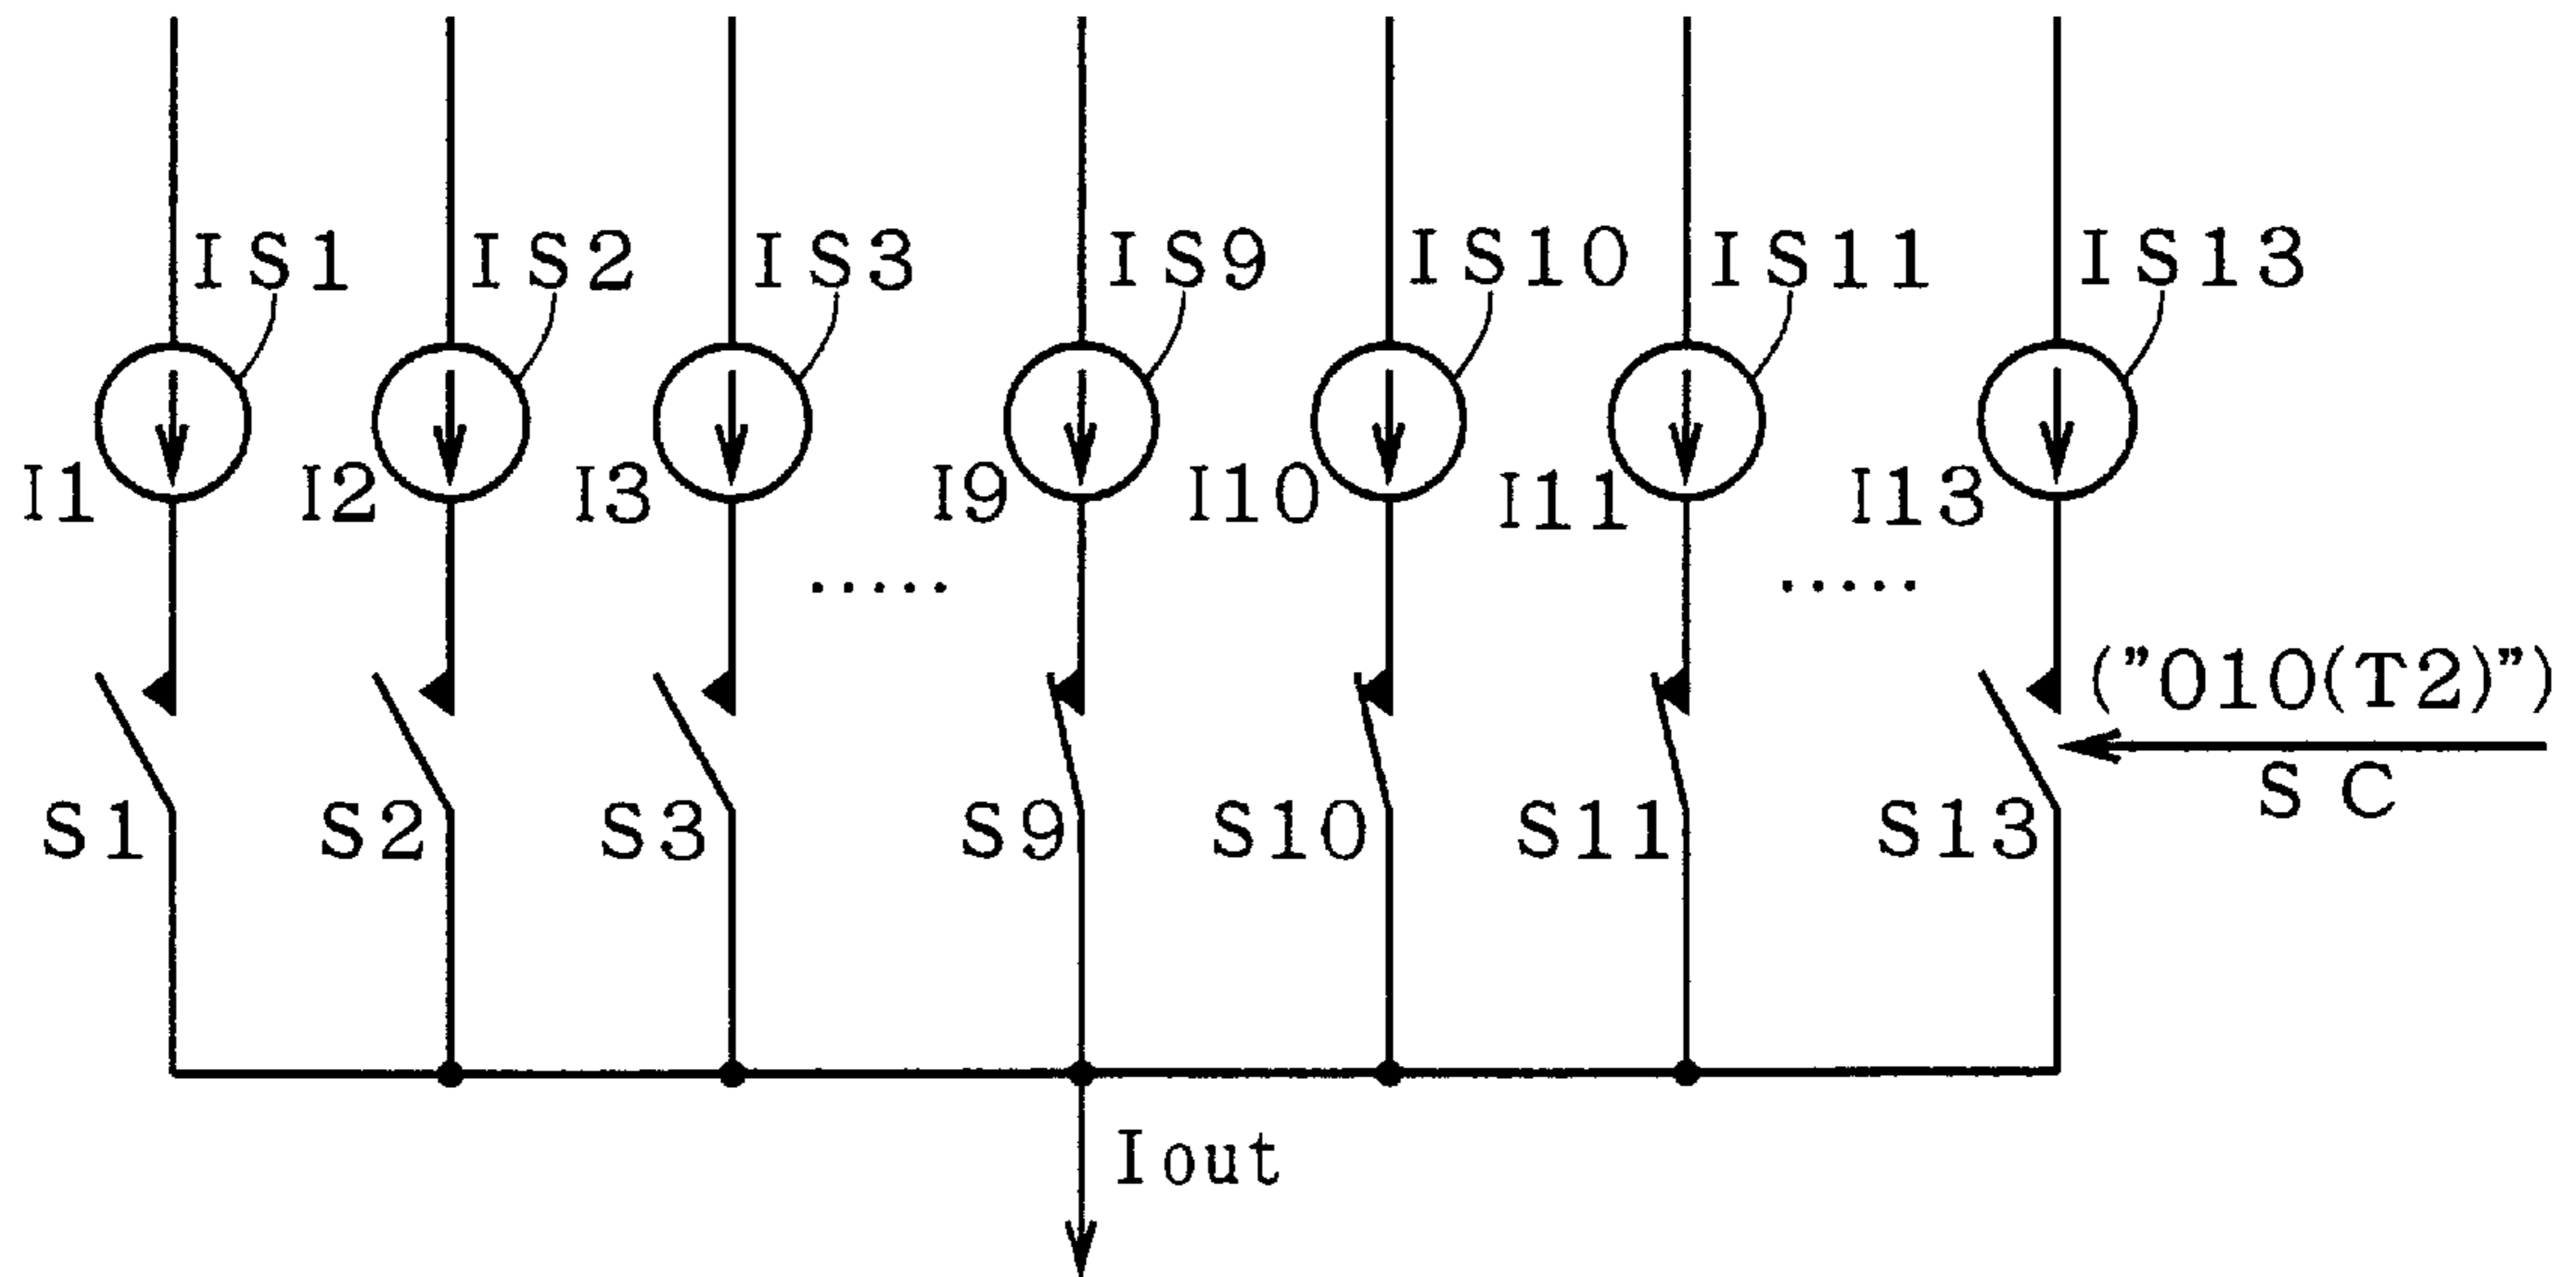 IS1 IS2 IS3 IS9 IS10 IS11 IS13
I1 I2 I3 I9 I10 I11 I13
.....  .....
("010(T2)")
SC
S1 S2 S3 S9 S10 S11 S13
Iout